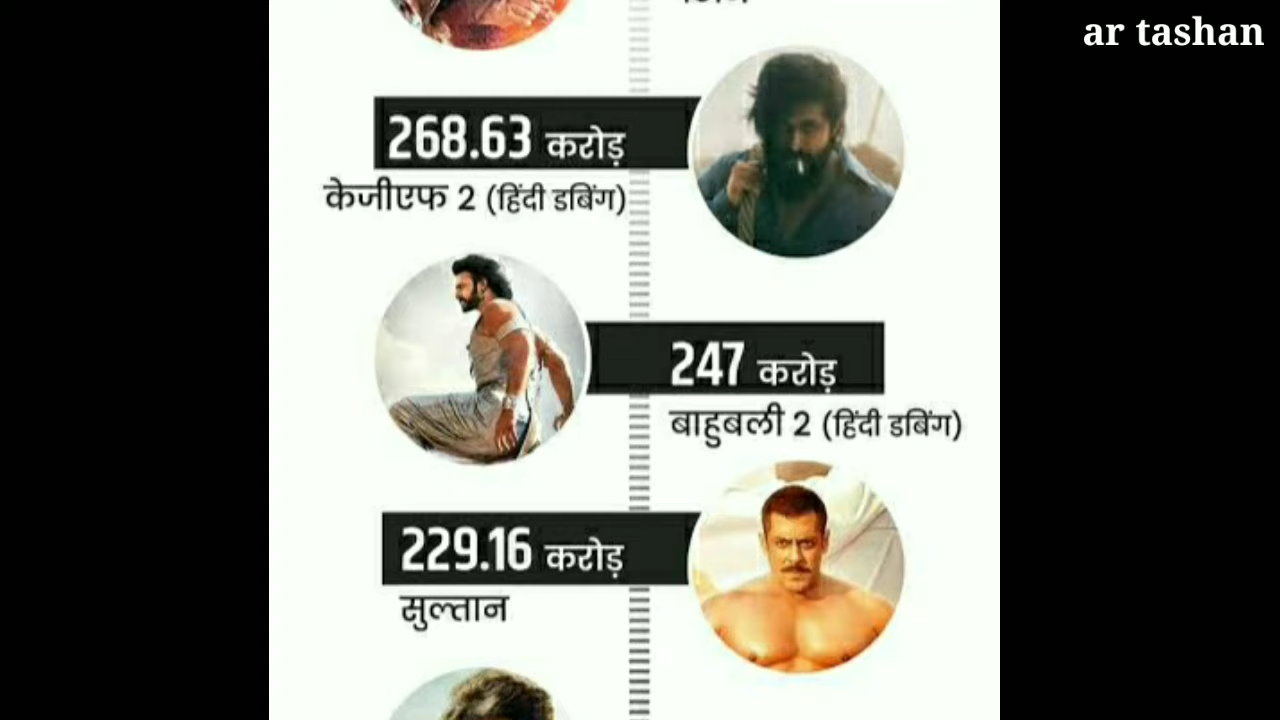 ar tashan
268.63 करोड़
केजीएफ 2 (हिंदी डबिंग)
247 करोड़
बाहुबली 2 (हिंदी डबिंग)
229.16 करोड़
सुल्तान